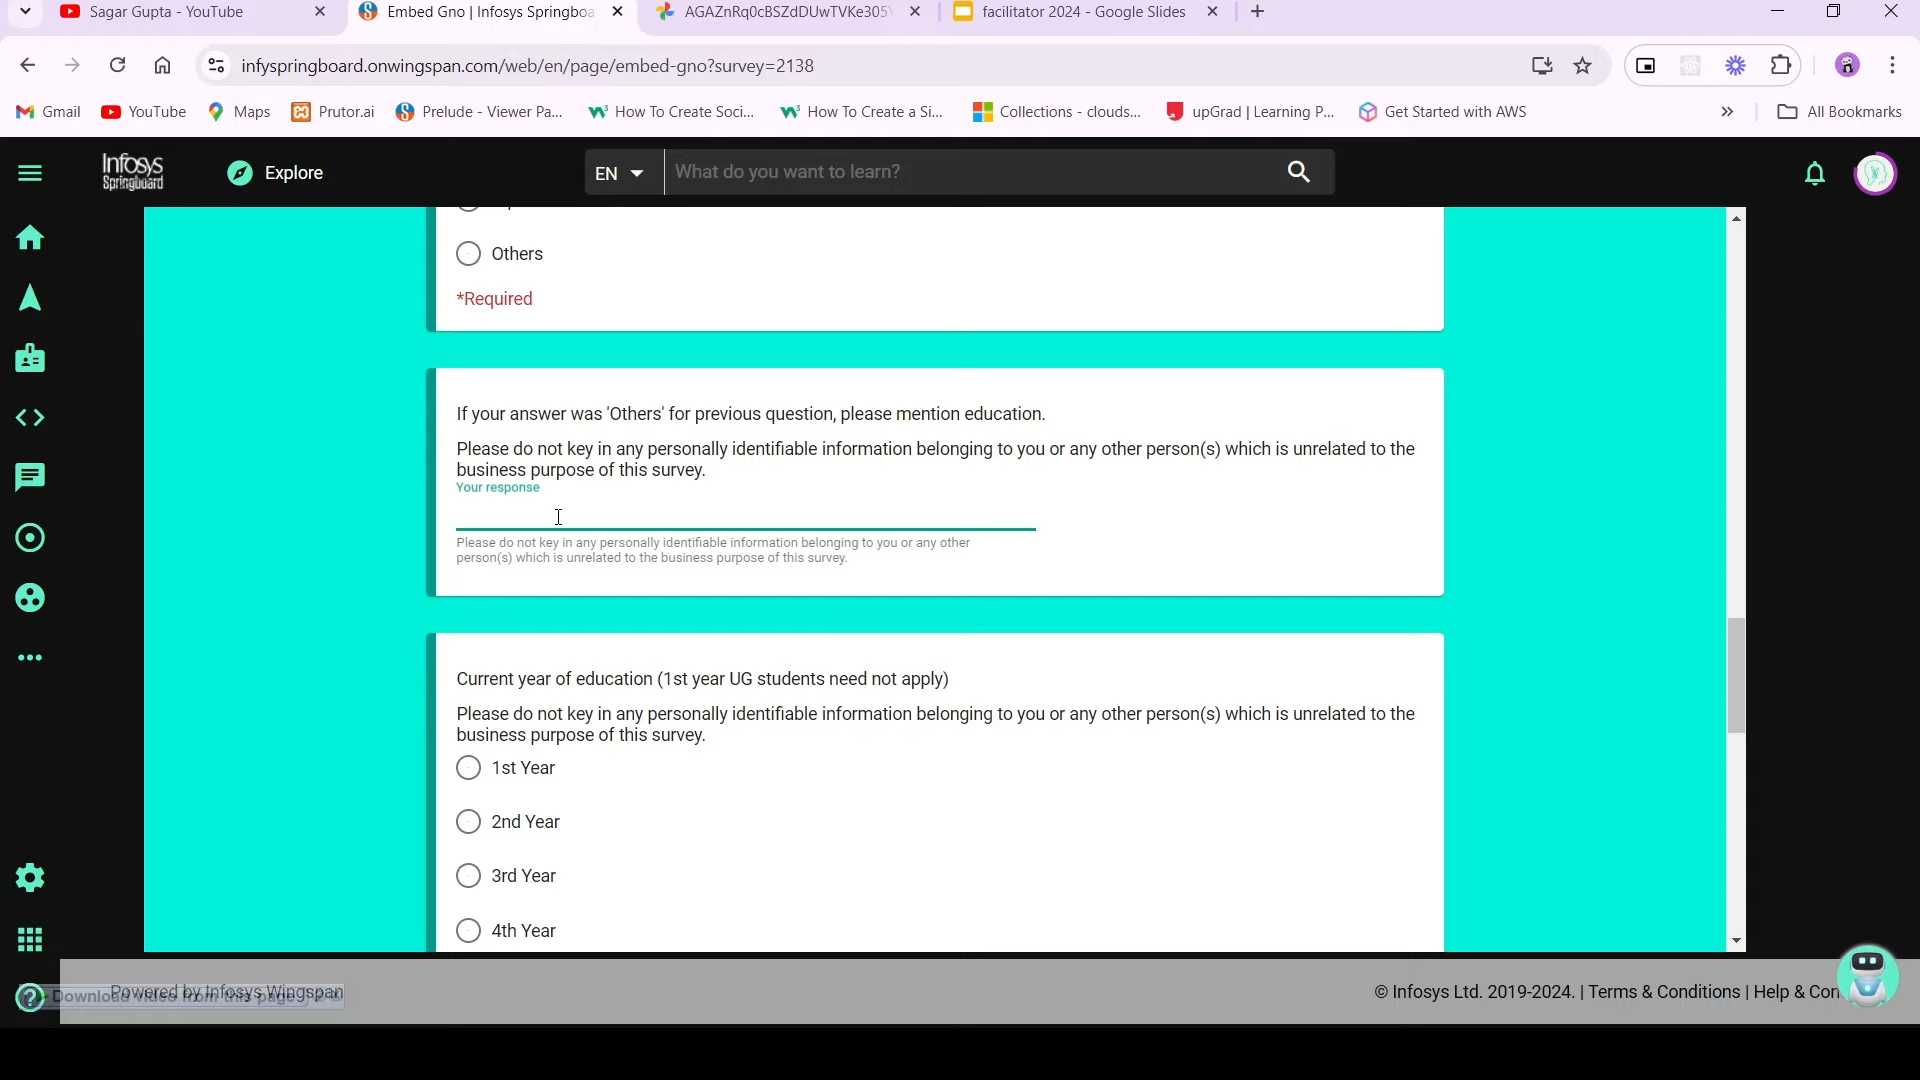 Sagar Gupta - YouTube
Embed Gno | Infosys Springboa
AGAZnRq0cBSZdDUwTVKe305Y
facilitator 2024 - Google Slides
infyspringboard.onwingspan.com/web/en/page/embed-gno?survey=2138
Gmail
YouTube
Maps
Prutor.ai
Prelude - Viewer Pa...
How To Create Soci...
How To Create a Si...
Collections - clouds...
upGrad | Learning P...
Get Started with AWS
»
All Bookmarks
Infosys
Springboard
Explore
EN
What do you want to learn?
Others
*Required
If your answer was 'Others' for previous question, please mention education.
Please do not key in any personally identifiable information belonging to you or any other person(s) which is unrelated to the
business purpose of this survey.
Your response
Please do not key in any personally identifiable information belonging to you or any other
person(s) which is unrelated to the business purpose of this survey.
Current year of education (1st year UG students need not apply)
Please do not key in any personally identifiable information belonging to you or any other person(s) which is unrelated to the
business purpose of this survey.
1st Year
2nd Year
3rd Year
4th Year
Powered by Infosys Wingspan
Download video from this page
© Infosys Ltd. 2019-2024. | Terms & Conditions | Help & Con